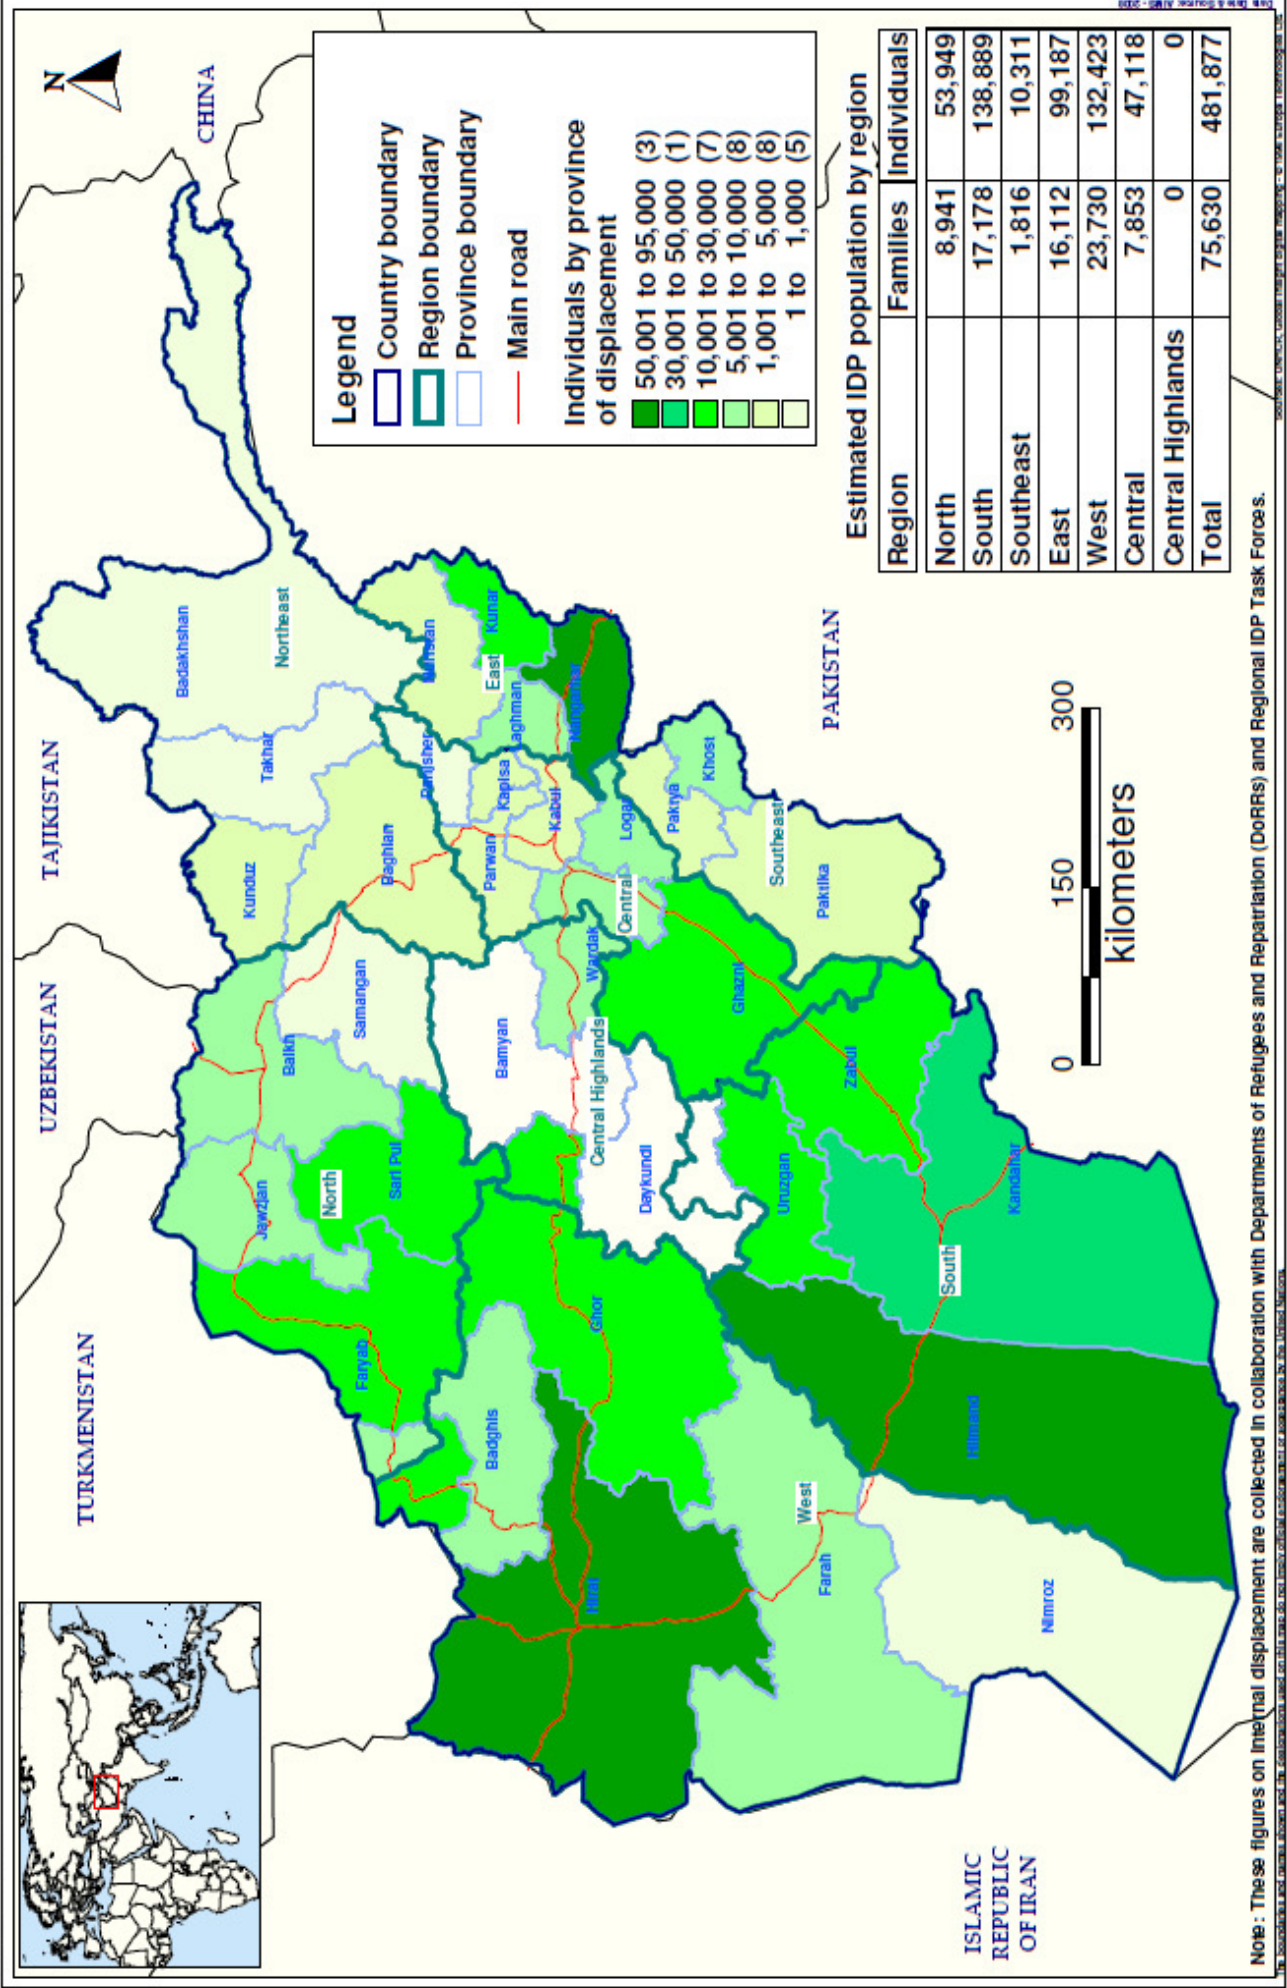 N
CHINA
TAJIKISTAN
UZBEKISTAN
TURKMENISTAN
PAKISTAN
ISLAMIC
REPUBLIC
OF IRAN
Badakhshan
Northeast
Takhar
Kunduz
Baghlan
Samangan
Balkh
Jawzjan
North
Sari Pul
Faryab
Badghis
Hirat
Ghor
Bamyan
Central Highlands
Daykundi
Wardak
Central
Parwan
Panjsher
Kapisa
Kabul
Logar
East
Kunar
Laghman
Khost
Southeast
Paktika
Ghazni
Zabul
Uruzgan
Kandahar
South
Hilmand
West
Farah
Nimroz
Legend
Country boundary
Region boundary
Province boundary
Main road
Individuals by province
of displacement
50,001 to 95,000 (3)
30,001 to 50,000 (1)
10,001 to 30,000 (7)
5,001 to 10,000 (8)
1,001 to 5,000 (8)
1 to 1,000 (5)
Estimated IDP population by region
Region Families Individuals
North 8,941 53,949
South 17,178 138,889
Southeast 1,816 10,311
East 16,112 99,187
West 23,730 132,423
Central 7,853 47,118
Central Highlands 0 0
Total 75,630 481,877
0 150 300
kilometers
Note: These figures on internal displacement are collected in collaboration with Departments of Refugees and Repatriation (DoRRs) and Regional IDP Task Forces.